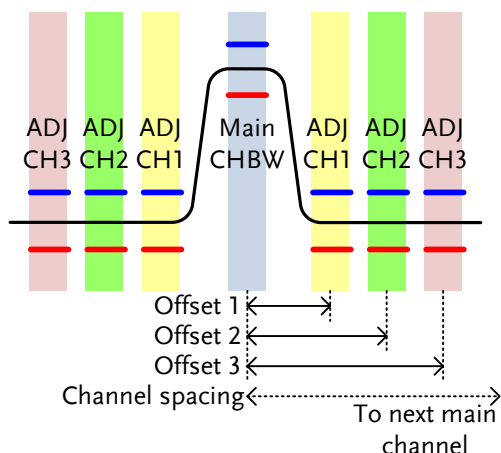 ADJ ADJ ADJ Main ADJ ADJ ADJ
CH3 CH2 CH1 CHBW CH1 CH2 CH3
Offset 1
Offset 2
Offset 3
Channel spacing
To next main
channel